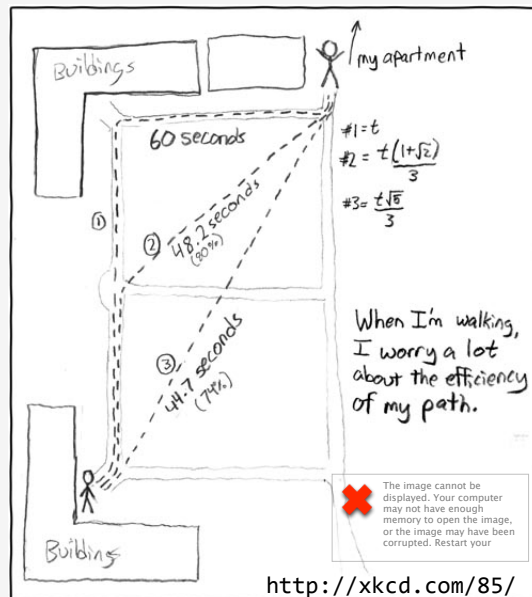 Buildings
my apartment
60 seconds
#1 = t
#2 = t(1+√2)
3
#3 = t√5
3
①
②
48.2 seconds
(80%)
③
44.7 seconds
(74%)
When I'm walking,
I worry a lot
about the efficiency
of my path.
Buildings
The image cannot be
displayed. Your computer
may not have enough
memory to open the image,
or the image may have been
corrupted. Restart your
http://xkcd.com/85/